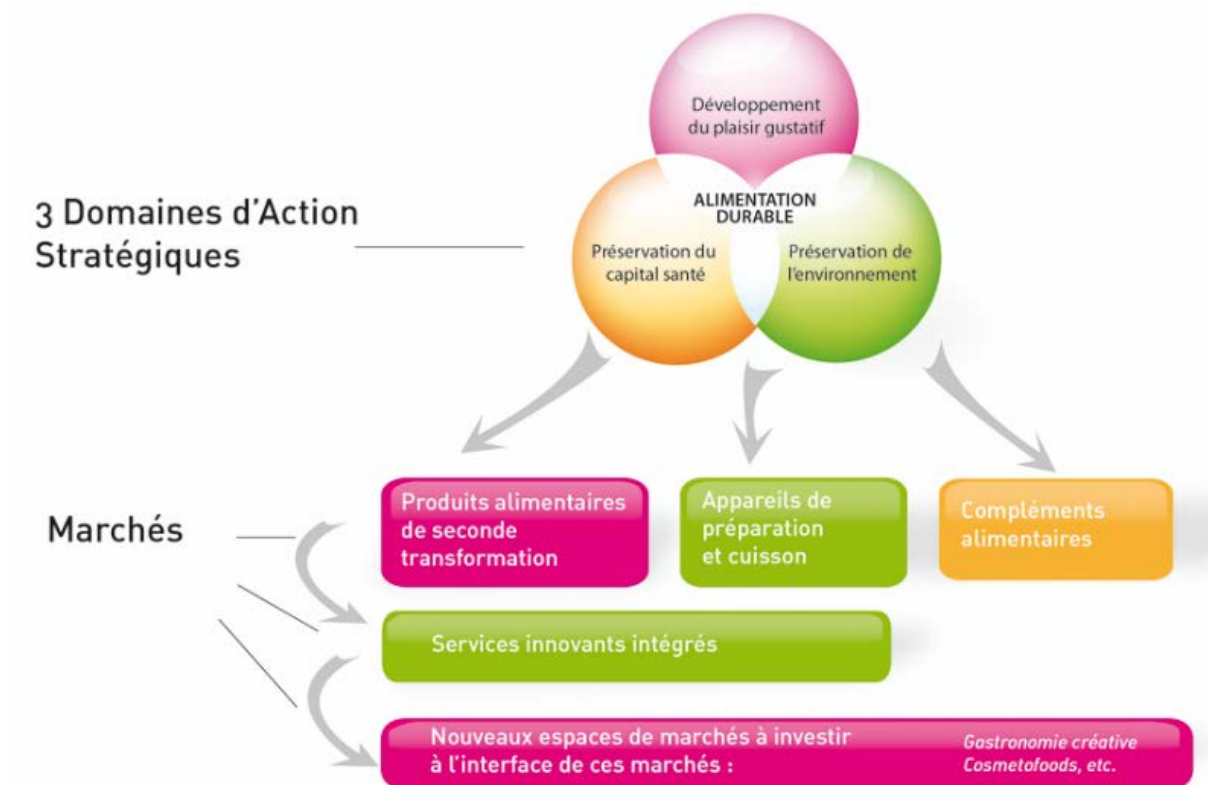 Développement
du plaisir gustatif
3 Domaines d'Action
Stratégiques
ALIMENTATION
DURABLE
Préservation du
capital santé
Préservation de
l'environnement
Marchés
Produits alimentaires
de seconde
transformation
Appareils de
préparation
et cuisson
Compléments
alimentaires
Services innovants intégrés
Nouveaux espaces de marchés à investir
à l'interface de ces marchés :
Gastronomie créative
Cosmetofoods, etc.